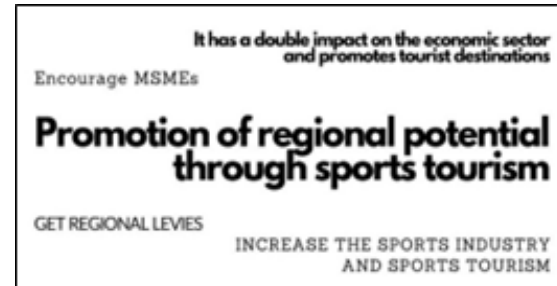 It has a double impact on the economic sector
and promotes tourist destinations
Encourage MSMEs
Promotion of regional potential
through sports tourism
GET REGIONAL LEVIES
INCREASE THE SPORTS INDUSTRY
AND SPORTS TOURISM